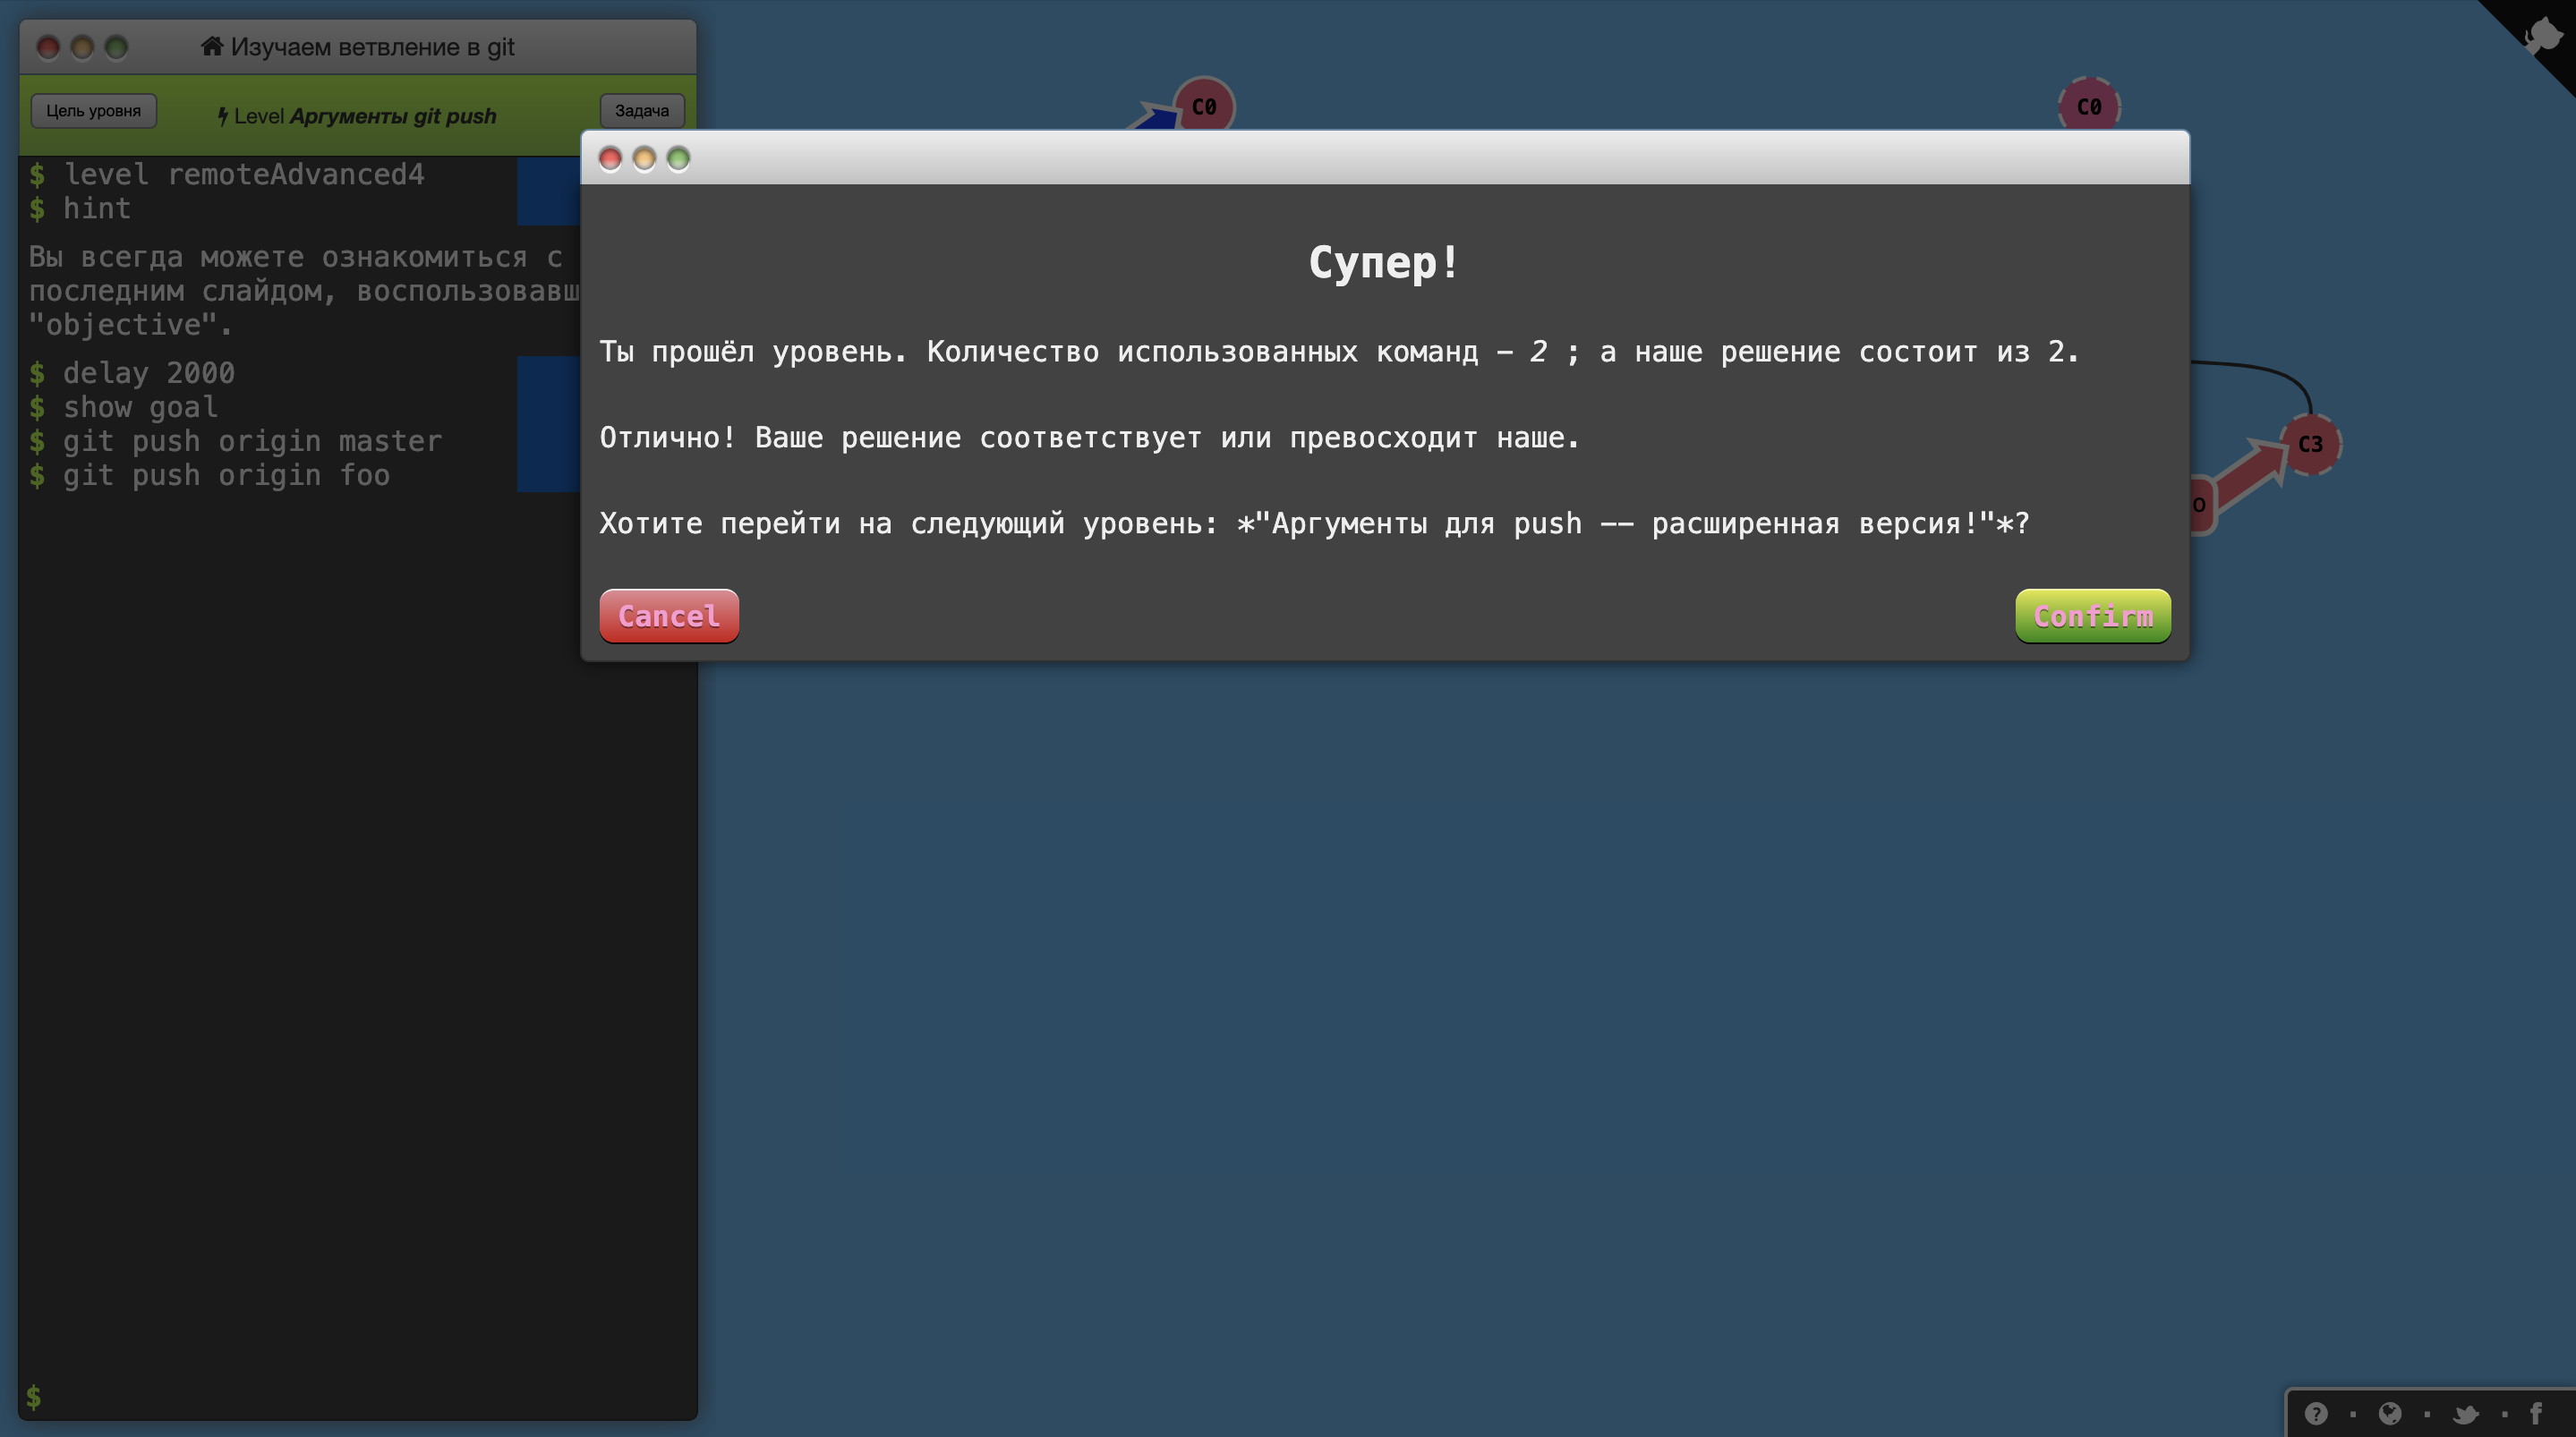 Изучаем ветвление в git
Цель уровня
Level Аргументы git push
Задача
$ level remoteAdvanced4
$ hint
Вы всегда можете ознакомиться с
последним слайдом, воспользовавш
"objective".
$ delay 2000
$ show goal
$ git push origin master
$ git push origin foo
$
C0
C0
C3
o
Супер!
Ты прошёл уровень. Количество использованных команд – 2 ; а наше решение состоит из 2.
Отлично! Ваше решение соответствует или превосходит наше.
Хотите перейти на следующий уровень: *"Аргументы для push -- расширенная версия!"*?
Cancel
Confirm